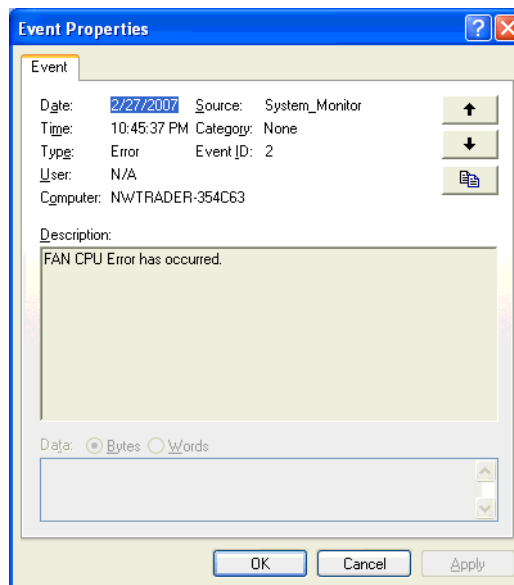 Event Properties
Event
Date: 2/27/2007 Source: System_Monitor
Time: 10:45:37 PM Category: None
Type: Error Event ID: 2
User: N/A
Computer: NWTRADER-354C63
Description:
FAN CPU Error has occurred.
Data: Bytes Words
OK Cancel Apply